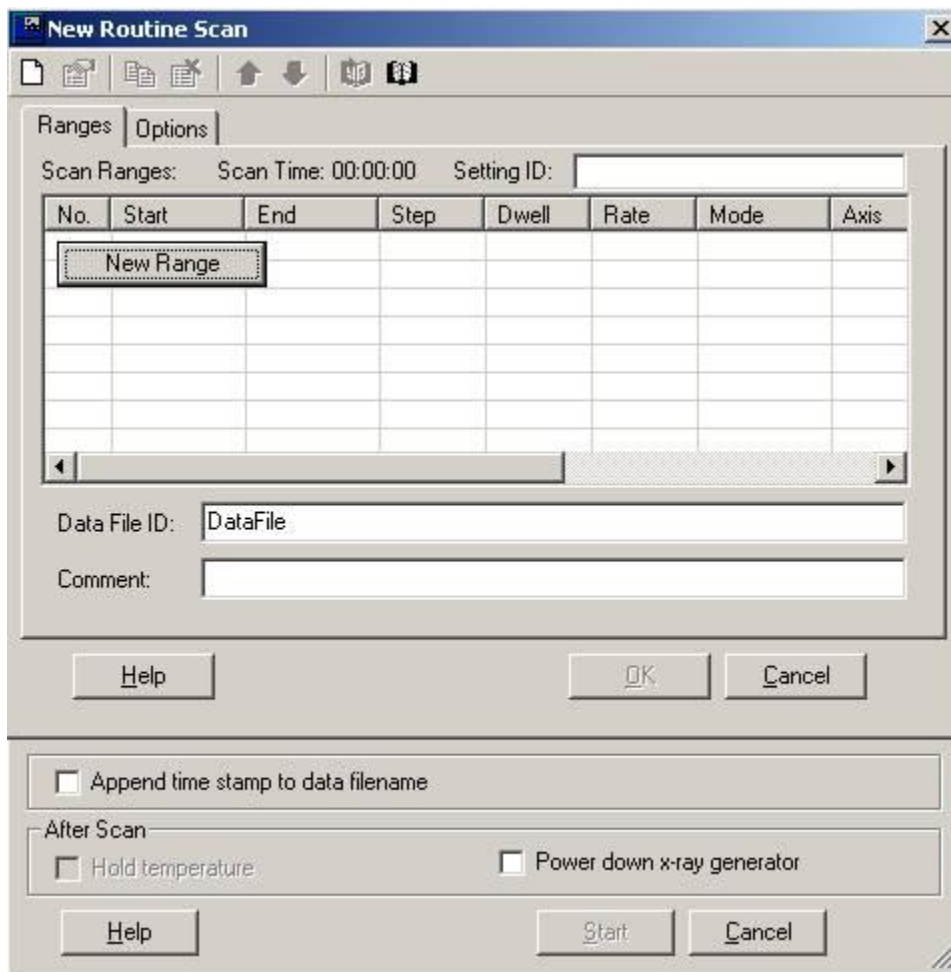 New Routine Scan
Ranges Options
Scan Ranges: Scan Time: 00:00:00 Setting ID:
No. Start End Step Dwell Rate Mode Axis
New Range
Data File ID: DataFile
Comment:
Help OK Cancel
Append time stamp to data filename
After Scan
Hold temperature Power down x-ray generator
Help Start Cancel